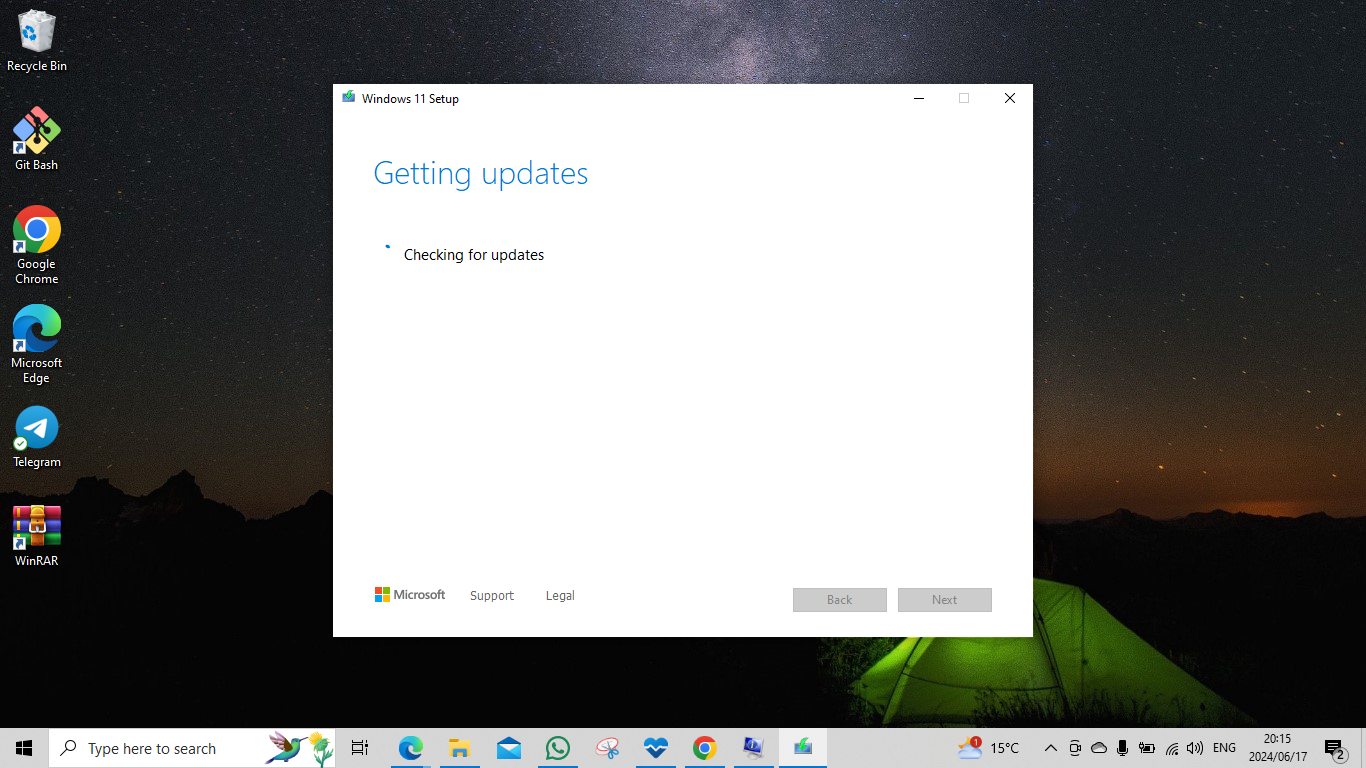 Recycle Bin
Git Bash
Google
Chrome
Microsoft
Edge
Telegram
WinRAR
Windows 11 Setup
Getting updates
Checking for updates
Microsoft
Support
Legal
Back
Next
Type here to search
1
15°C
ENG
20:15
2024/06/17
2